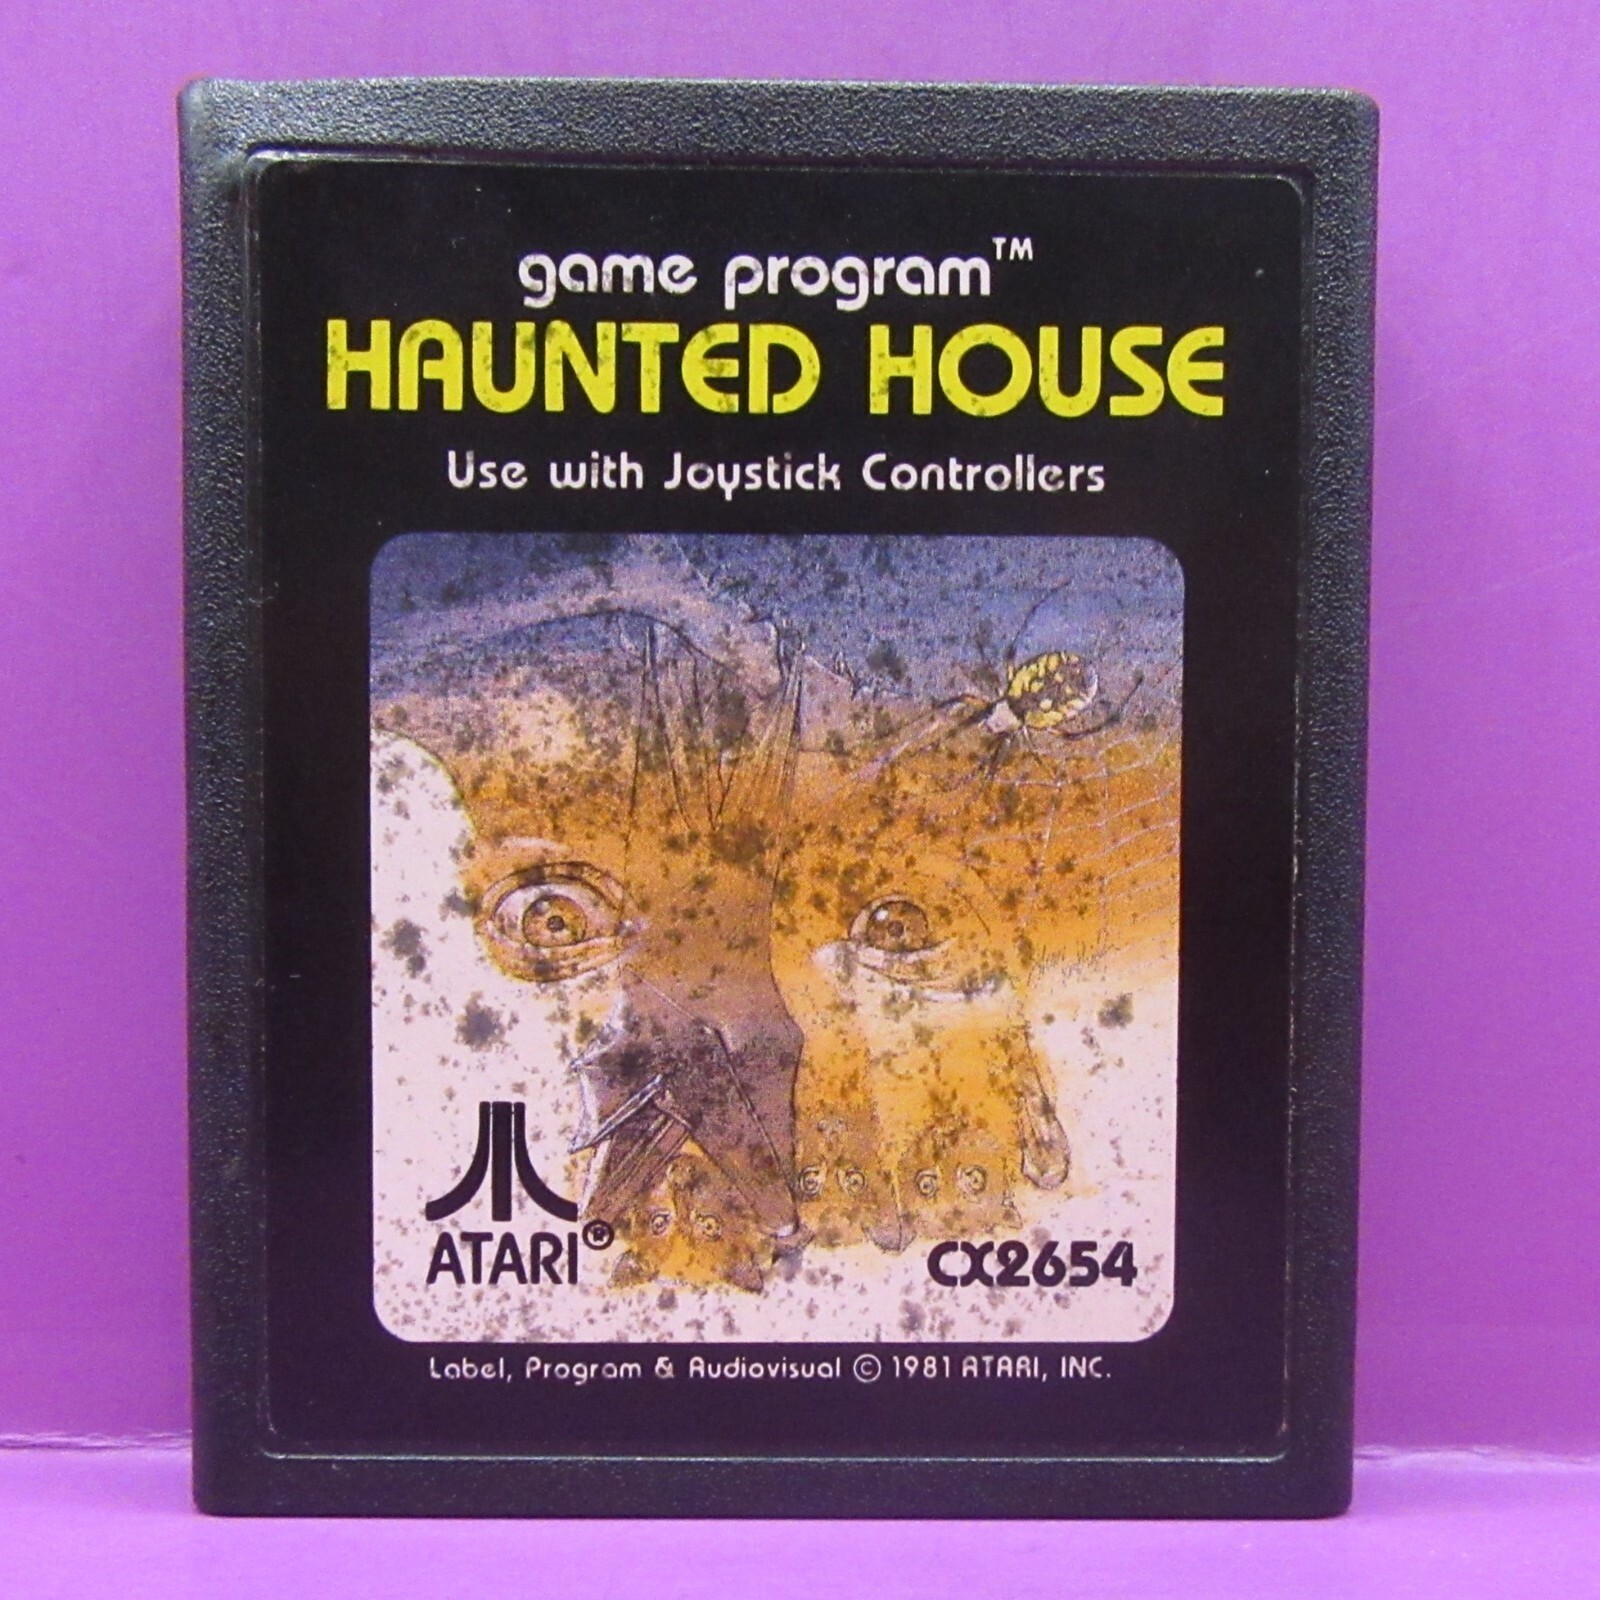 game program™
HAUNTED HOUSE
Use with Joystick Controllers
ATARI®
CX2654
Label, Program & Audiovisual © 1981 ATARI, INC.